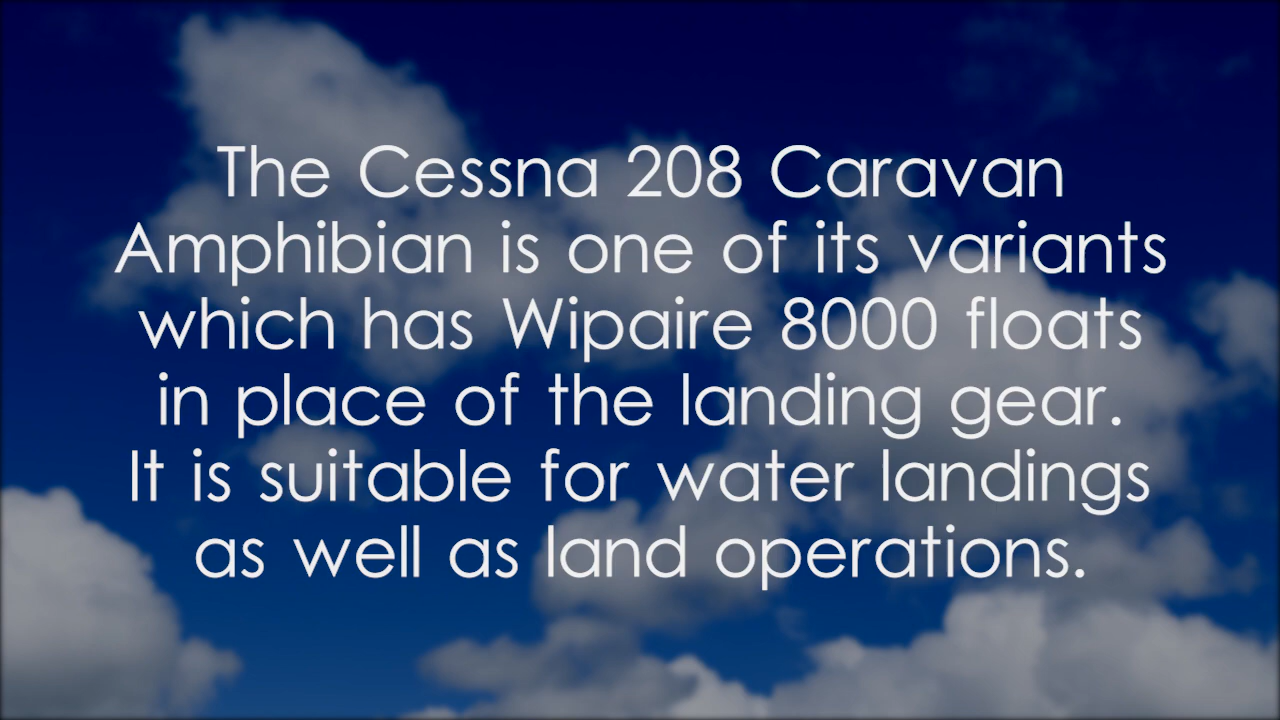 The Cessna 208 Caravan
Amphibian is one of its variants
which has Wipaire 8000 floats
in place of the landing gear.
It is suitable for water landings
as well as land operations.